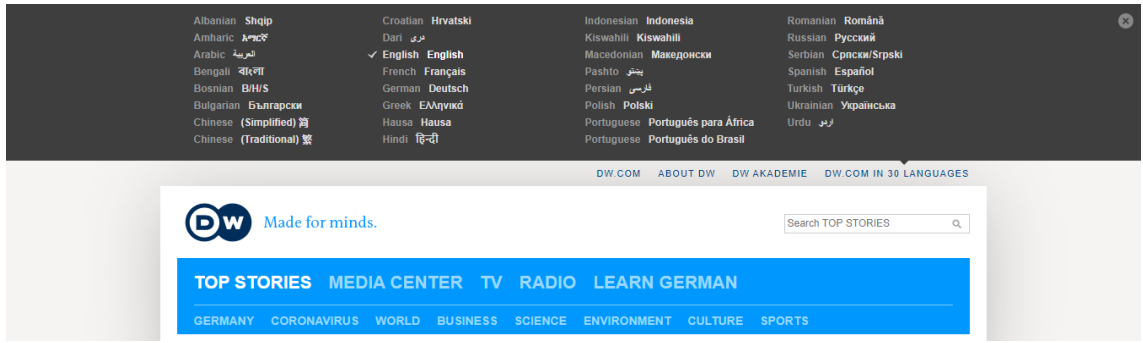 Albanian Shqip
Amharic አማርኛ
Arabic العربية
Bengali বাংলা
Bosnian B/H/S
Bulgarian Български
Chinese (Simplified) 简
Chinese (Traditional) 繁
Croatian Hrvatski
Dari دری
English English
French Français
German Deutsch
Greek Ελληνικά
Hausa Hausa
Hindi हिन्दी
Indonesian Indonesia
Kiswahili Kiswahili
Macedonian Македонски
Pashto پښتو
Persian فارسی
Polish Polski
Portuguese Português para África
Portuguese Português do Brasil
Romanian Română
Russian Русский
Serbian Српски/Srpski
Spanish Español
Turkish Türkçe
Ukrainian Українська
Urdu اردو
DW.COM ABOUT DW DW AKADEMIE DW.COM IN 30 LANGUAGES
DW Made for minds.
Search TOP STORIES
TOP STORIES MEDIA CENTER TV RADIO LEARN GERMAN
GERMANY CORONAVIRUS WORLD BUSINESS SCIENCE ENVIRONMENT CULTURE SPORTS